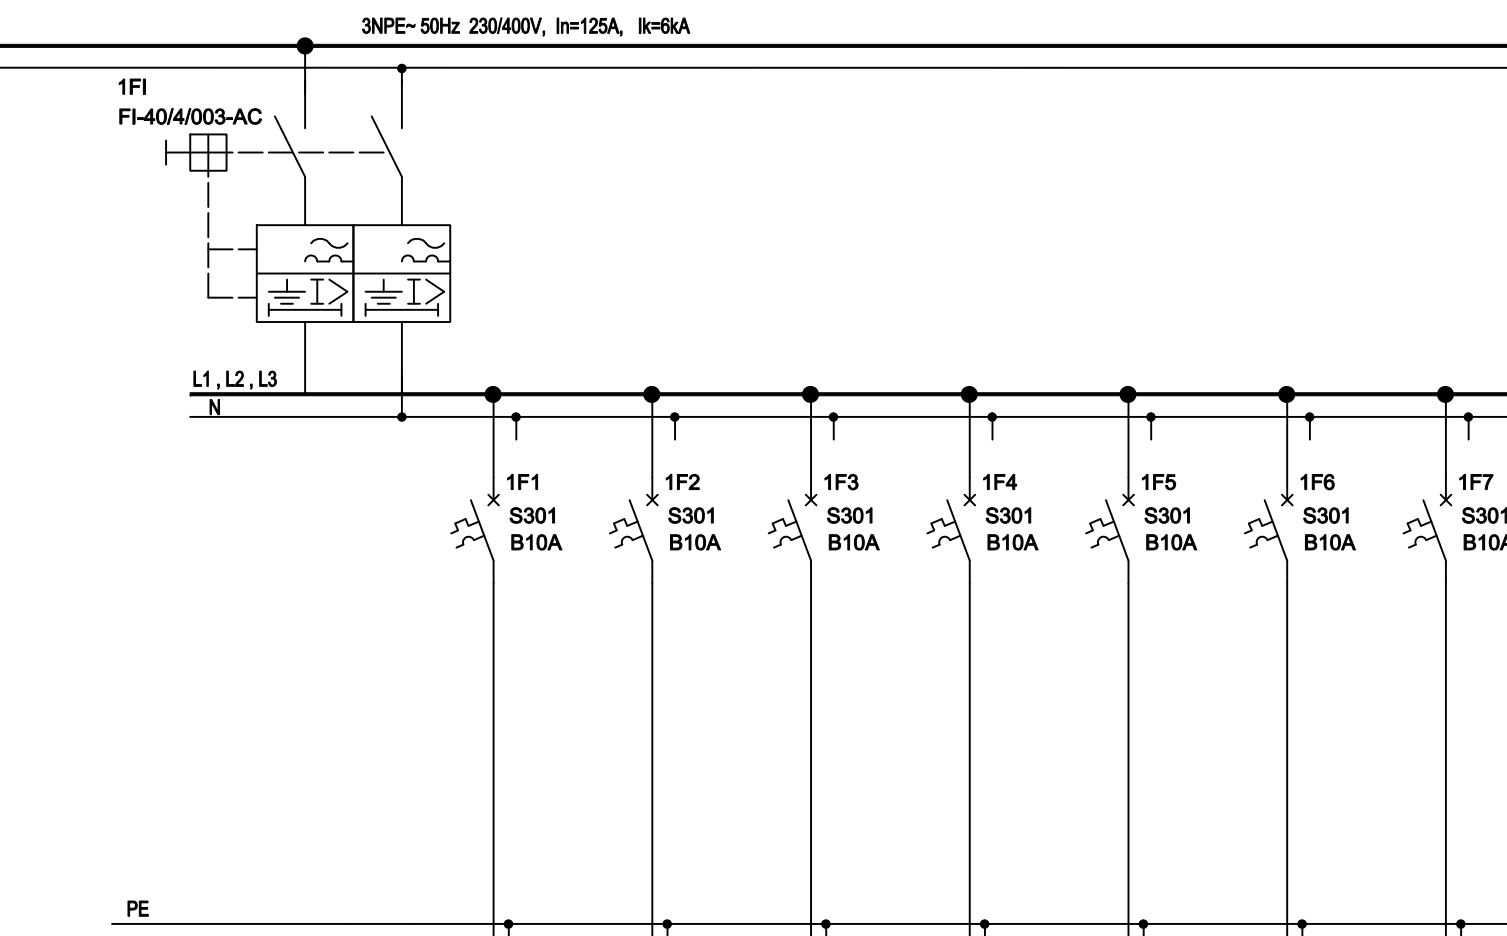 3NPE~ 50Hz 230/400V, In=125A, Ik=6kA
1FI
FI-40/4/003-AC
L1 , L2 , L3
N
1F1
S301
B10A
1F2
S301
B10A
1F3
S301
B10A
1F4
S301
B10A
1F5
S301
B10A
1F6
S301
B10A
1F7
S301
B10A
PE